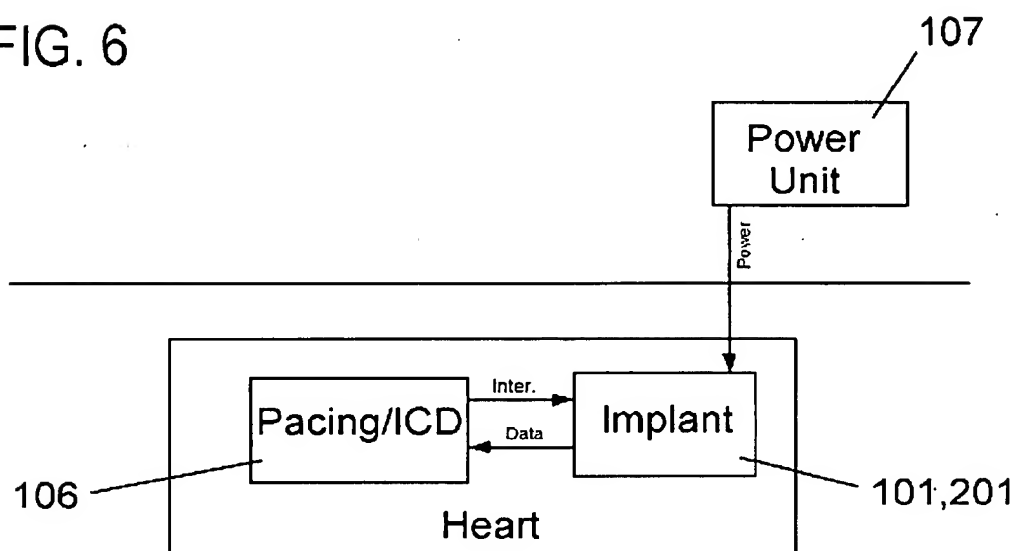 FIG. 6
107
Power
Unit
Power
Inter.
Pacing/ICD
Implant
Data
106
101,201
Heart